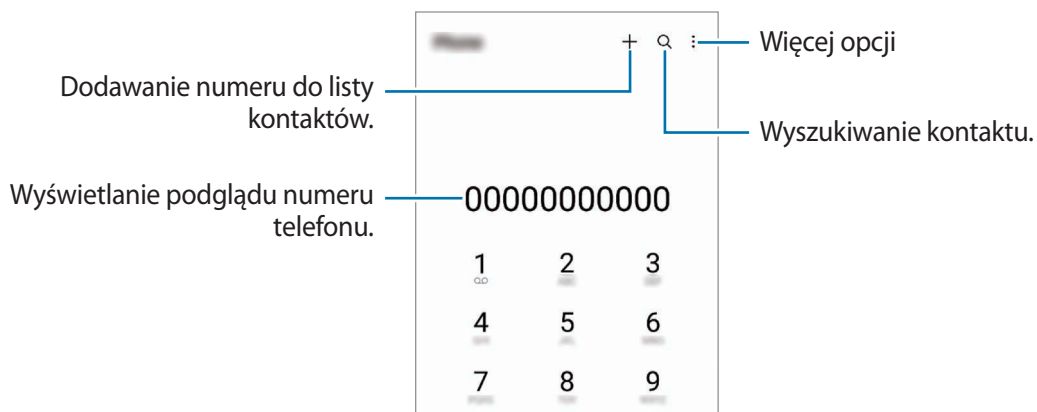 Więcej opcji
Dodawanie numeru do listy
kontaktów.
Wyszukiwanie kontaktu.
Wyświetlanie podglądu numeru
telefonu.
00000000000
1 2 3
4 5 6
7 8 9